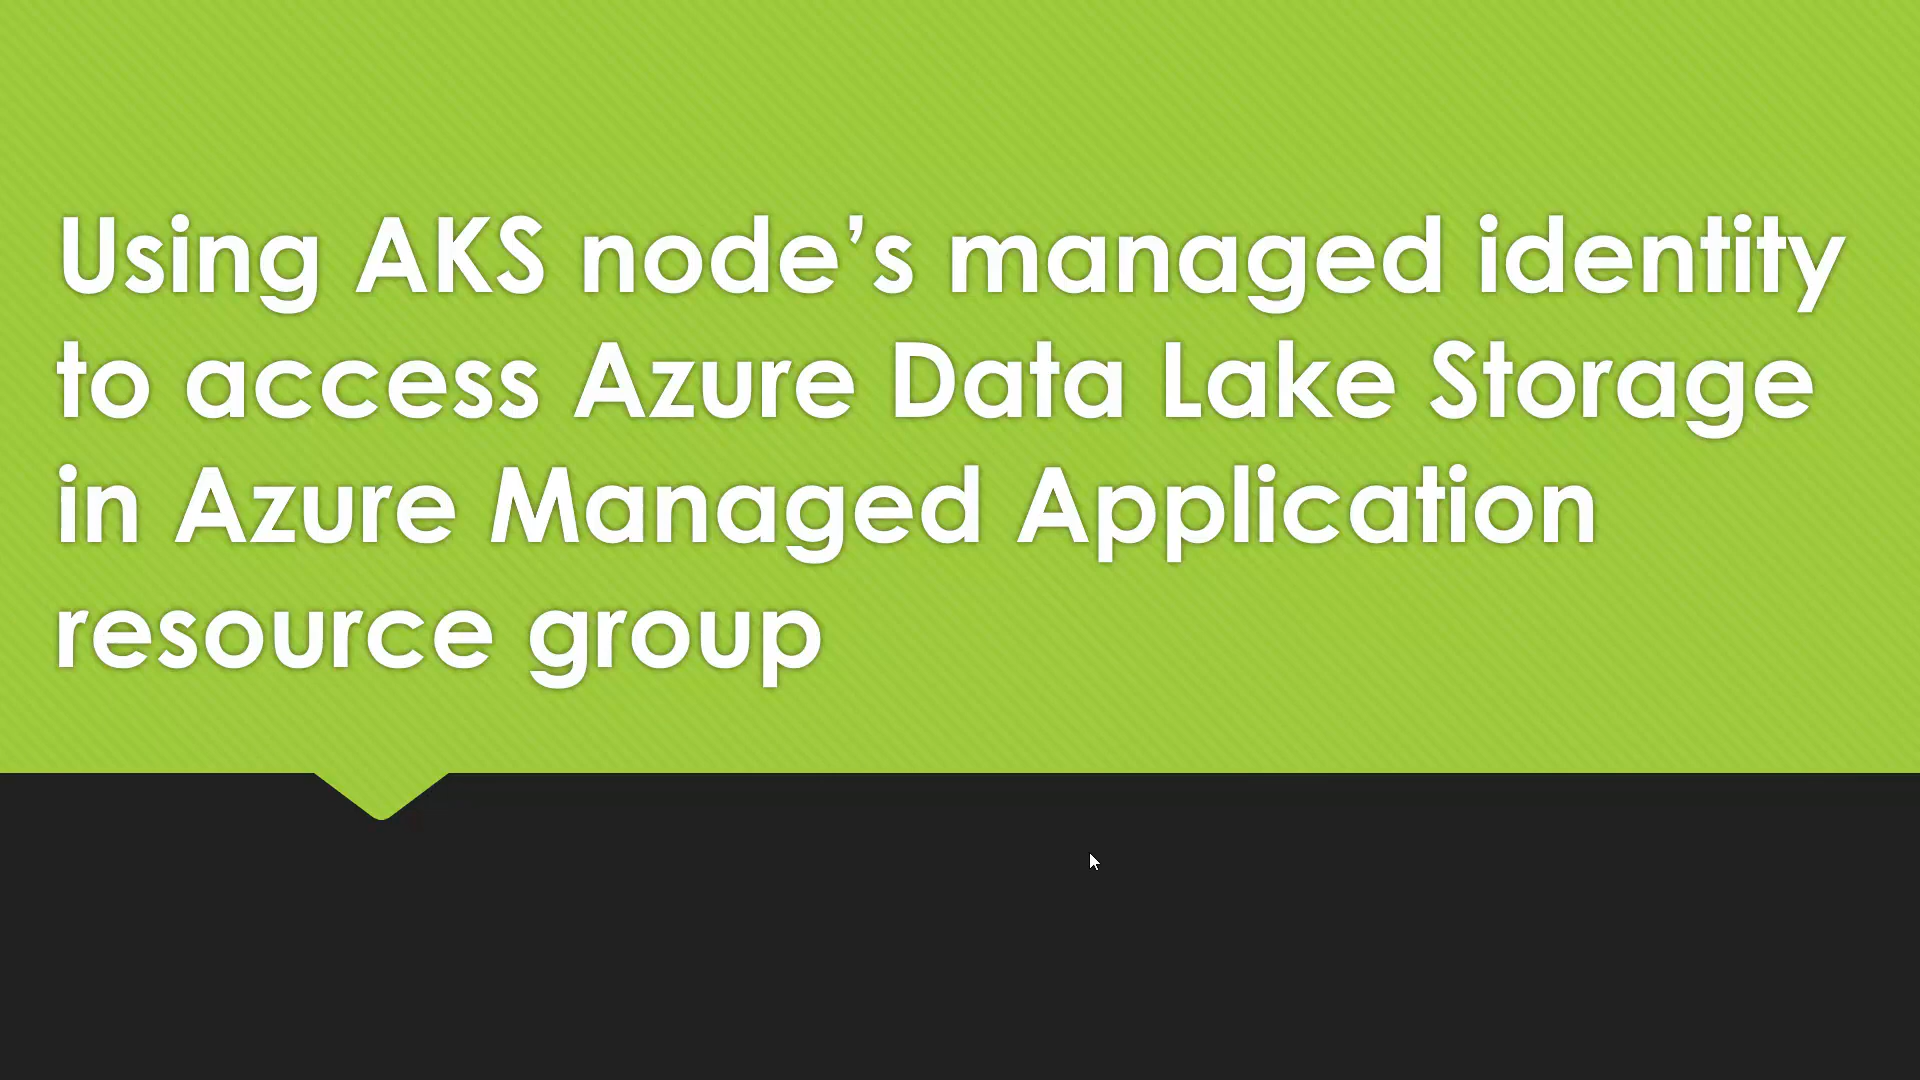 Using AKS node’s managed identity
to access Azure Data Lake Storage
in Azure Managed Application
resource group